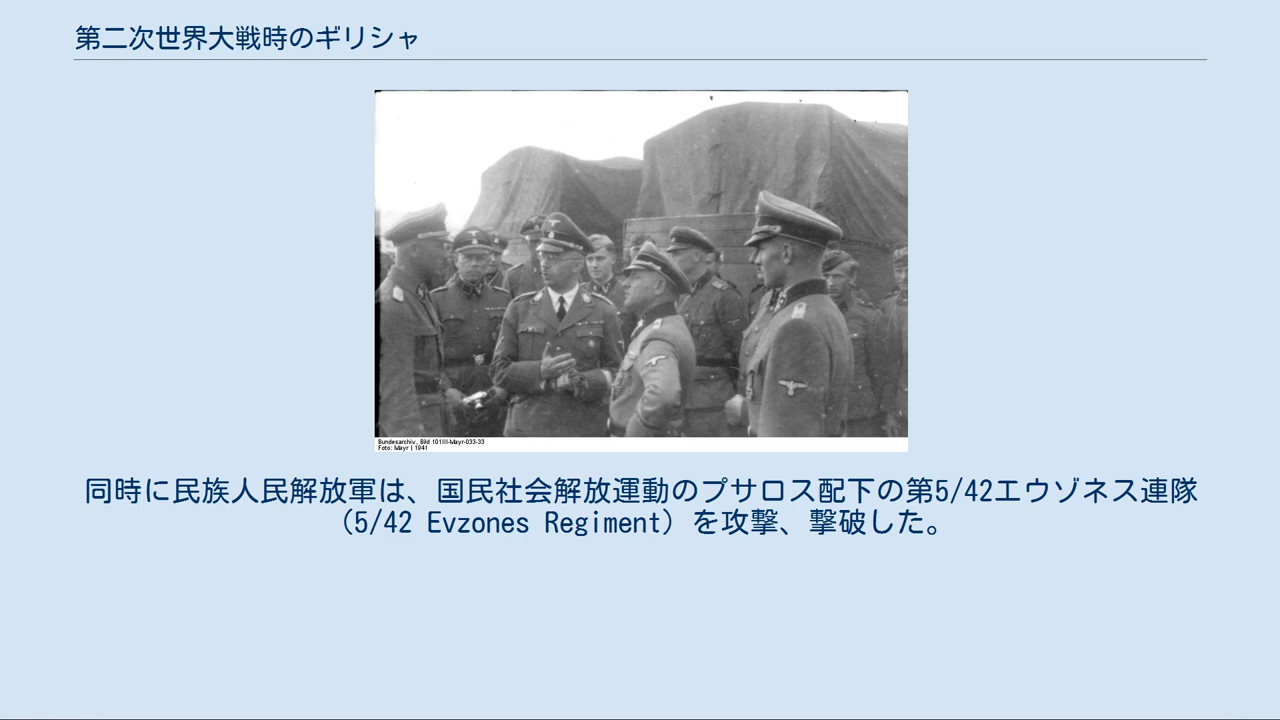 第二次世界大戦時のギリシャ
Bundesarchiv, Bild 101III-Mayr-033-33
Foto: Mayr | 1941
同時に民族人民解放軍は、国民社会解放運動のプサロス配下の第5/42エウゾネス連隊
（5/42 Evzones Regiment）を攻撃、撃破した。